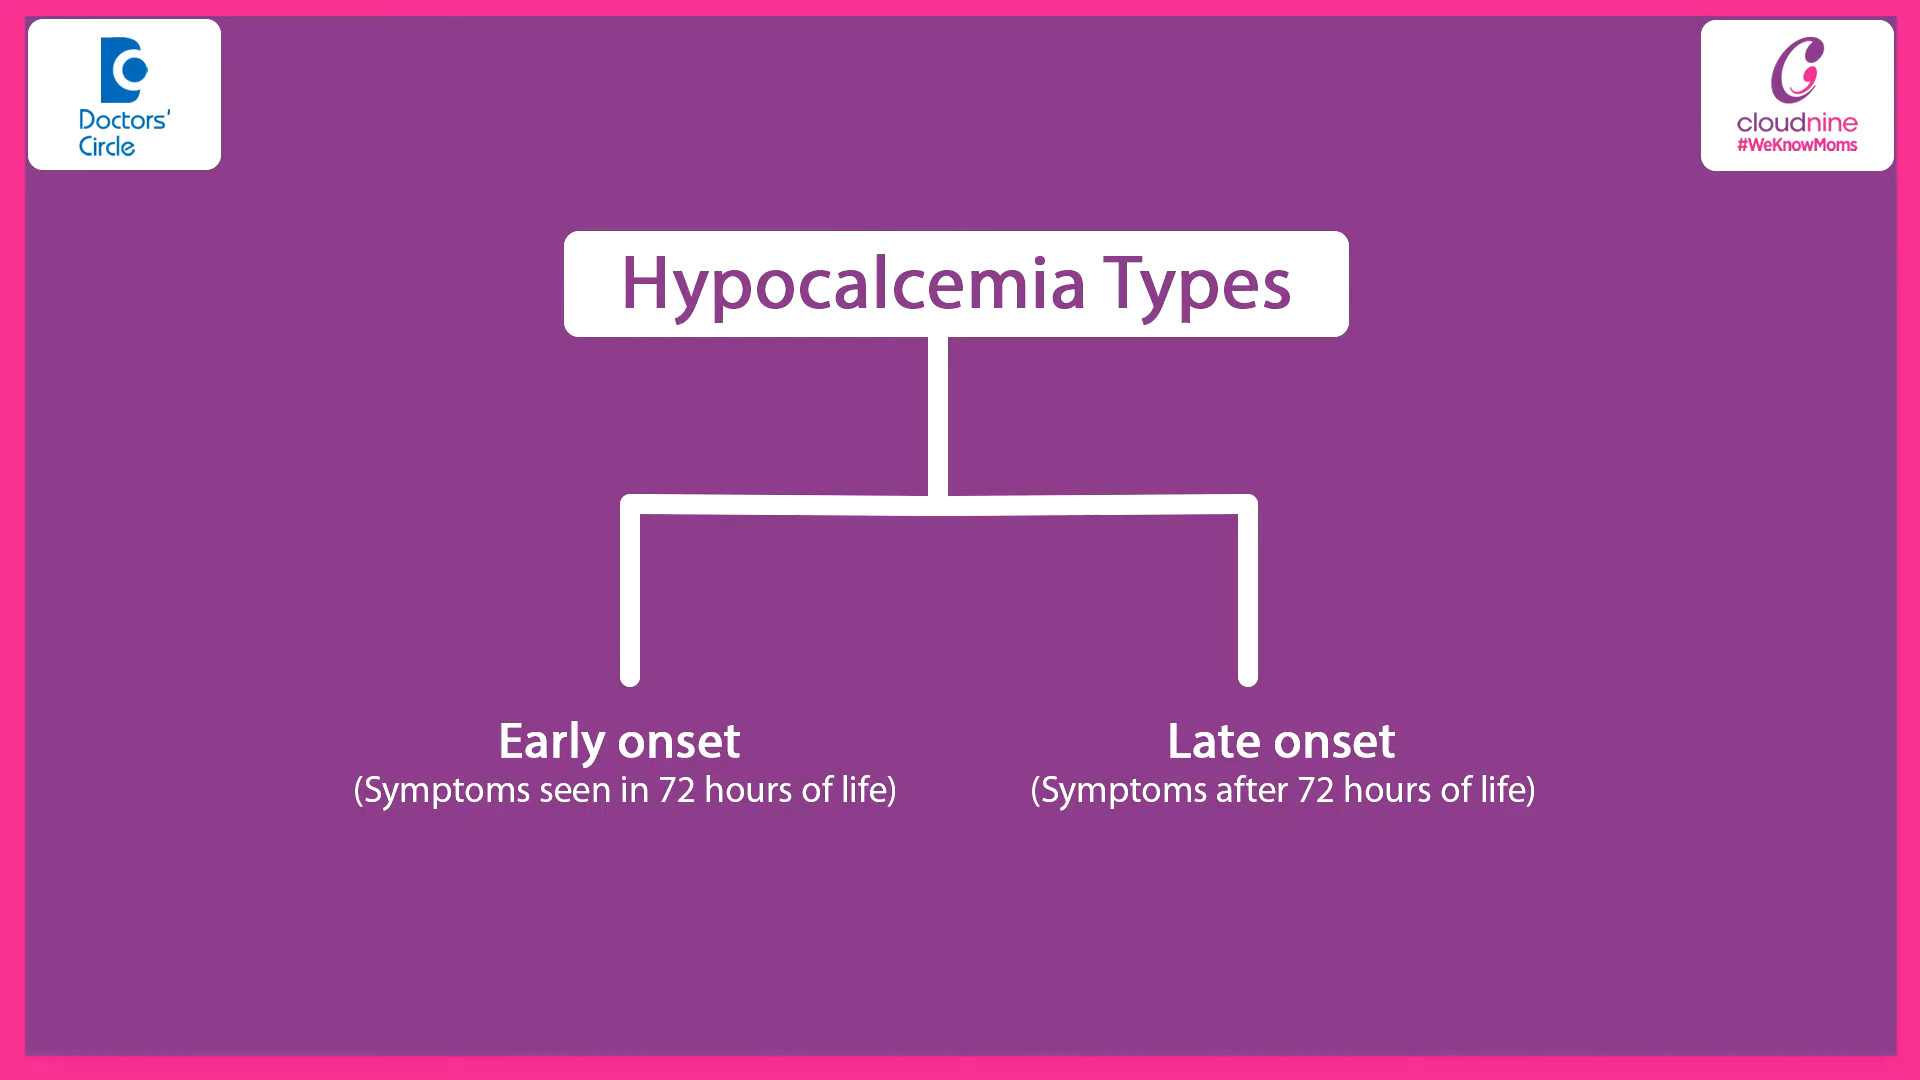 Doctors'
Circle
cloudnine
#WeKnowMoms
Hypocalcemia Types
Early onset
(Symptoms seen in 72 hours of life)
Late onset
(Symptoms after 72 hours of life)